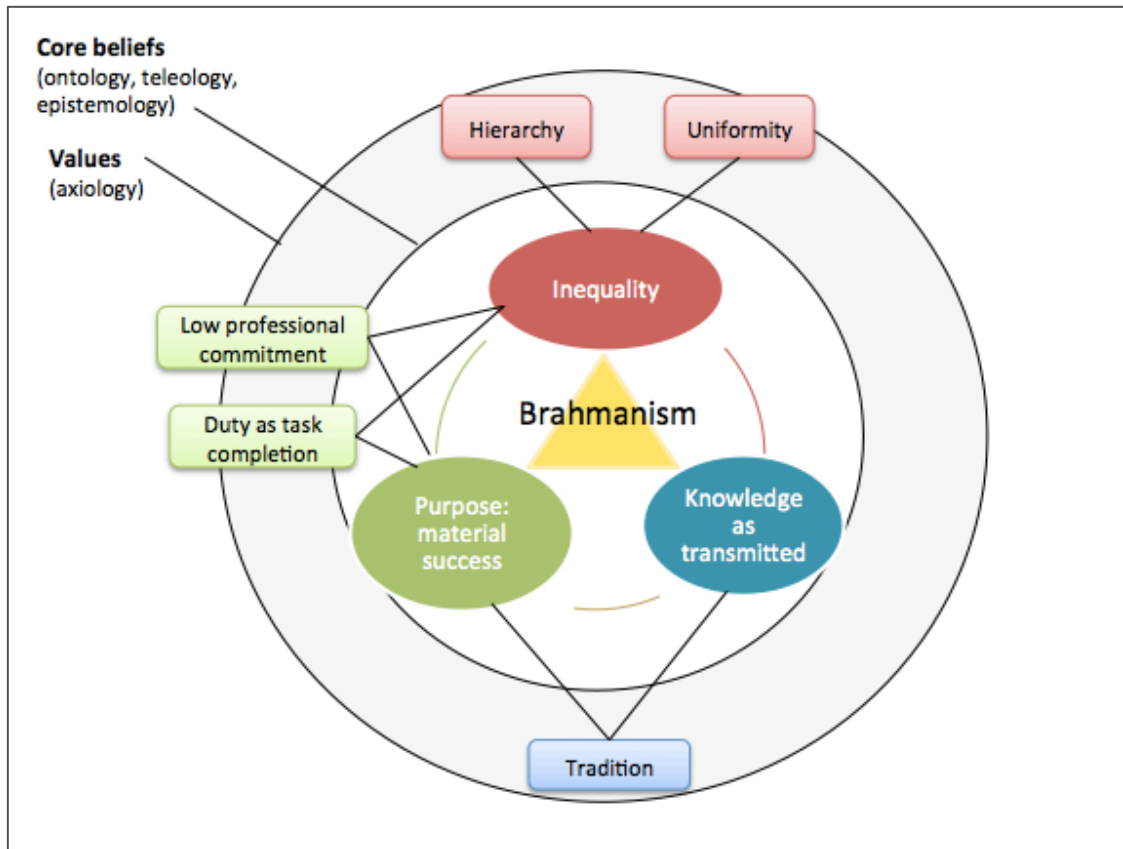 Core beliefs
(ontology, teleology,
epistemology)
Values
(axiology)
Hierarchy
Uniformity
Inequality
Low professional
commitment
Duty as task
completion
Brahmanism
Purpose:
material
success
Knowledge
as
transmitted
Tradition